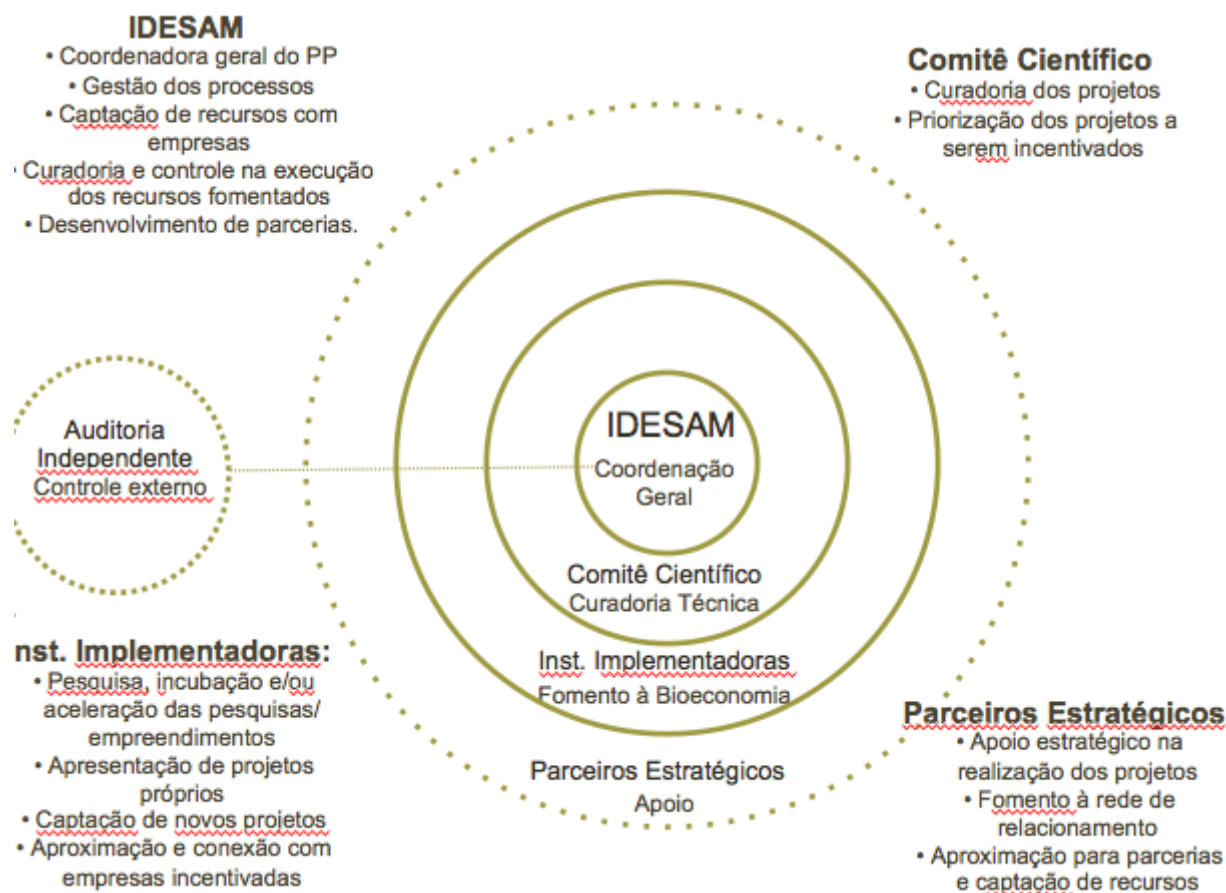 IDESAM
• Coordenadora geral do PP
• Gestão dos processos
• Captação de recursos com
empresas
• Curadoria e controle na execução
dos recursos fomentados
• Desenvolvimento de parcerias.
Comitê Científico
• Curadoria dos projetos
• Priorização dos projetos a
serem incentivados
Auditoria
Independente
Controle externo
IDESAM
Coordenação
Geral
Comitê Científico
Curadoria Técnica
Inst. Implementadoras
Fomento à Bioeconomia
Parceiros Estratégicos
Apoio
nst. Implementadoras:
• Pesquisa, incubação e/ou
aceleração das pesquisas/
empreendimentos
• Apresentação de projetos
próprios
• Captação de novos projetos
• Aproximação e conexão com
empresas incentivadas
Parceiros Estratégicos
• Apoio estratégico na
realização dos projetos
• Fomento à rede de
relacionamento
• Aproximação para parcerias
e captação de recursos